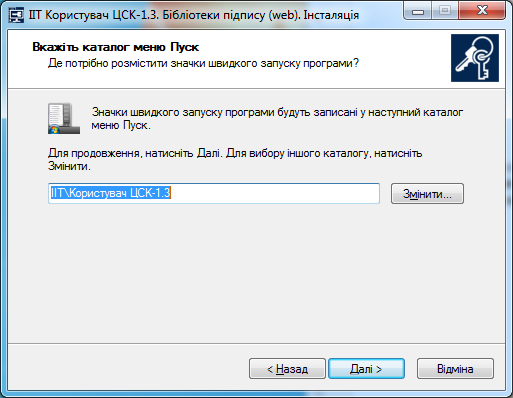 ІІТ Користувач ЦСК-1.3. Бібліотеки підпису (web). Інсталяція
Вкажіть каталог меню Пуск
Де потрібно розмістити значки швидкого запуску програми?
Значки швидкого запуску програми будуть записані у наступний каталог
меню Пуск.
Для продовження, натисніть Далі. Для вибору іншого каталогу, натисніть
Змінити.
ІІТ\Користувач ЦСК-1.3
Змінити...
< Назад
Далі >
Відміна